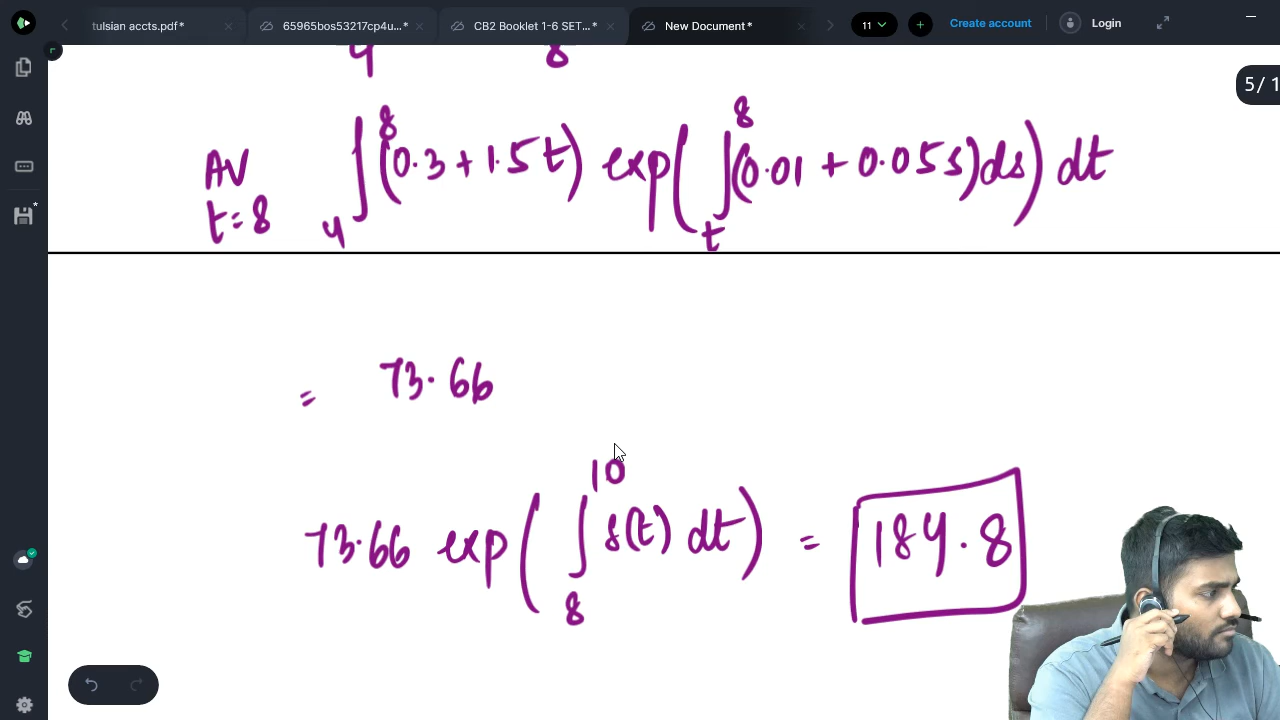 tulsian accts.pdf* 65965bos53217cp4u...* CB2 Booklet 1-6 SET...* New Document* 11 Create account Login
5/ 1
4 8
AV t=8 ∫₄⁸ (0.3 + 1.5t) exp(∫ₜ⁸ (0.01 + 0.05s) ds) dt
= 73.66
73.66 exp(∫₈¹⁰ δ(t) dt) = 184.8